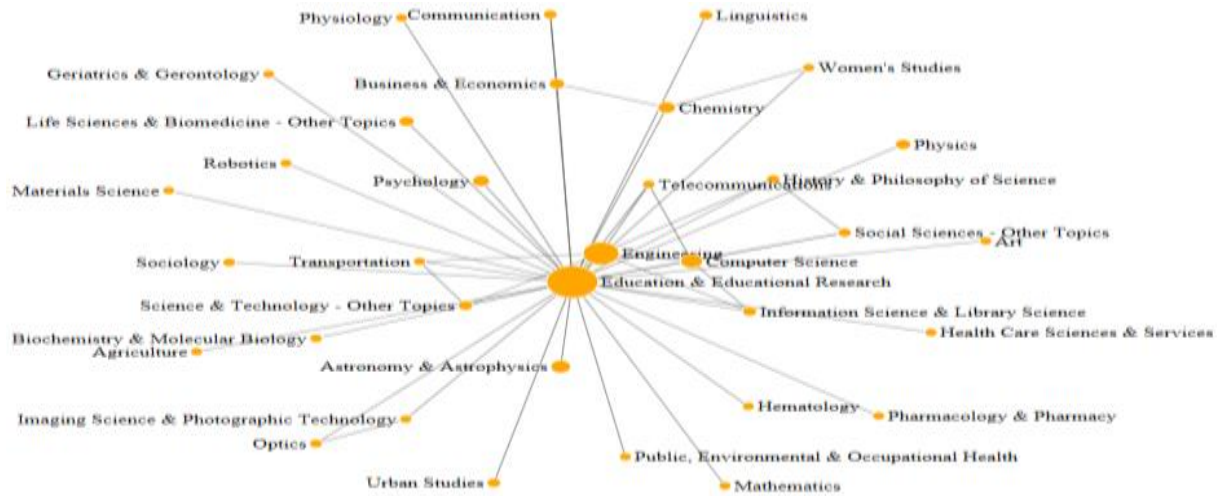 Physiology
Communication
Linguistics
Geriatrics & Gerontology
Business & Economics
Women's Studies
Chemistry
Life Sciences & Biomedicine - Other Topics
Physics
Robotics
Psychology
Telecommunications
History & Philosophy of Science
Materials Science
Social Sciences - Other Topics
Art
Engineering
Sociology
Transportation
Computer Science
Education & Educational Research
Science & Technology - Other Topics
Information Science & Library Science
Health Care Sciences & Services
Biochemistry & Molecular Biology
Agriculture
Astronomy & Astrophysics
Hematology
Pharmacology & Pharmacy
Imaging Science & Photographic Technology
Optics
Public, Environmental & Occupational Health
Urban Studies
Mathematics